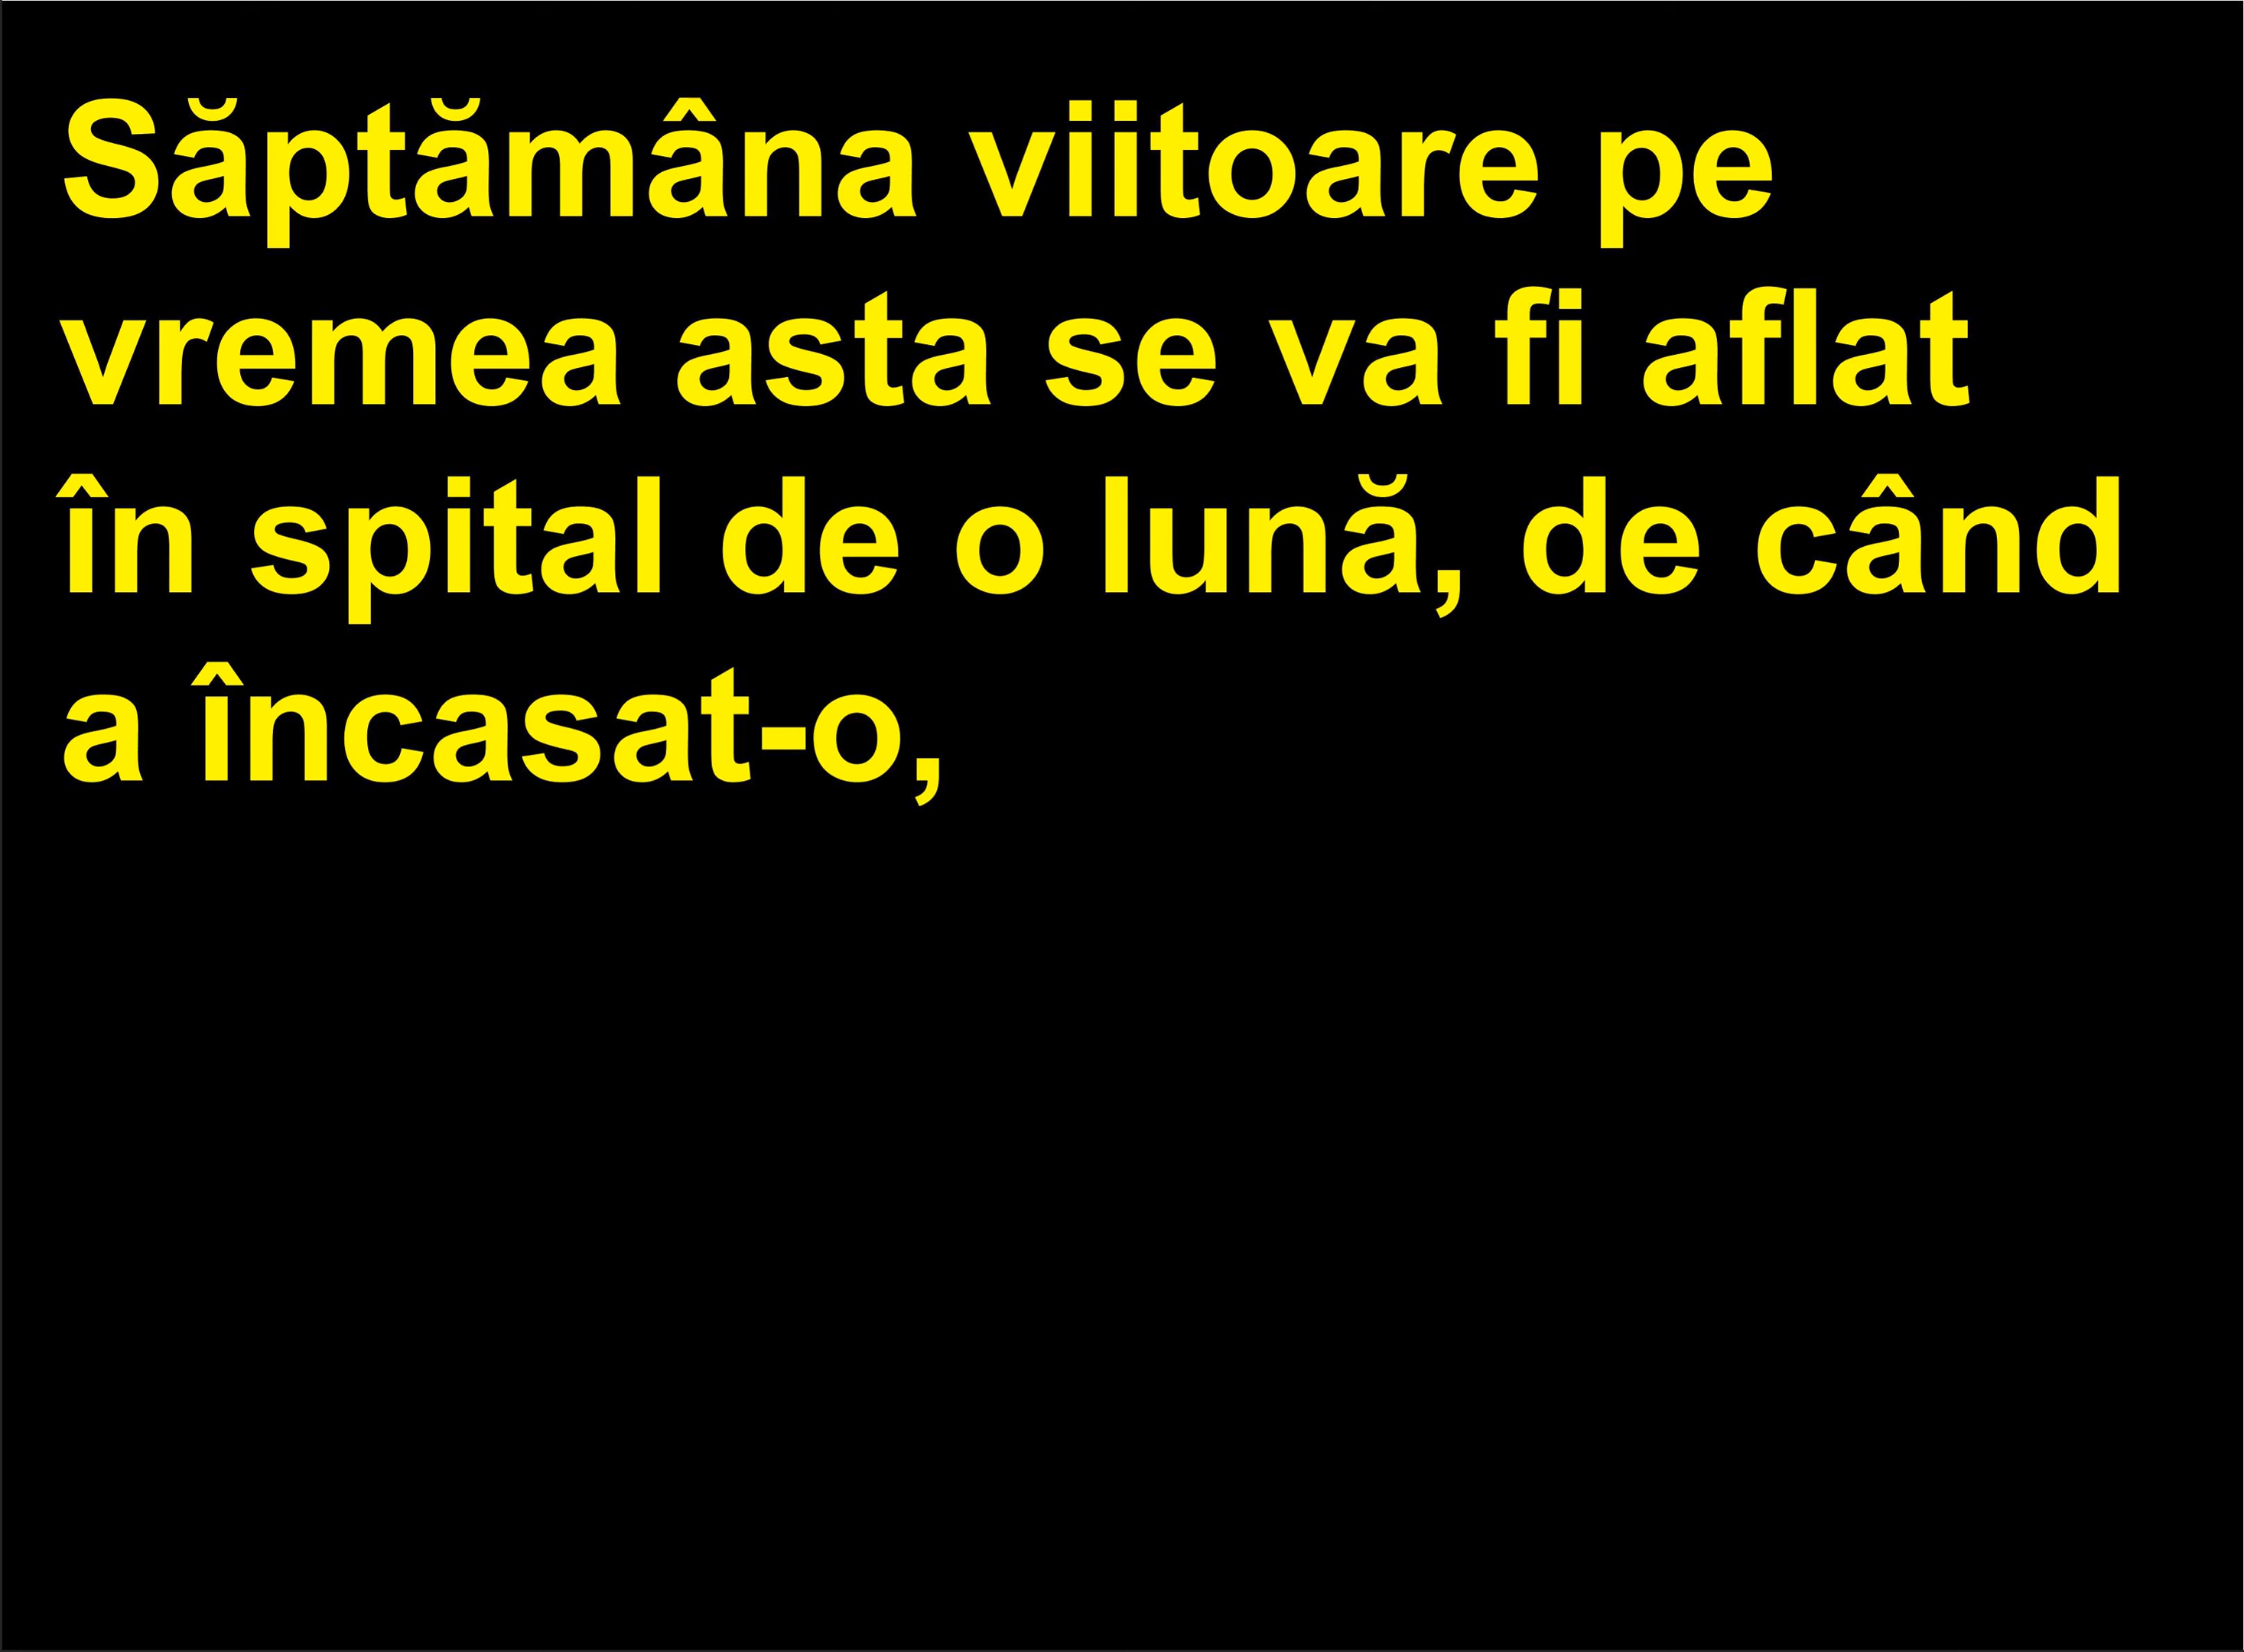 Săptămâna viitoare pe
vremea asta se va fi aflat
în spital de o lună, de când
a încasat-o,